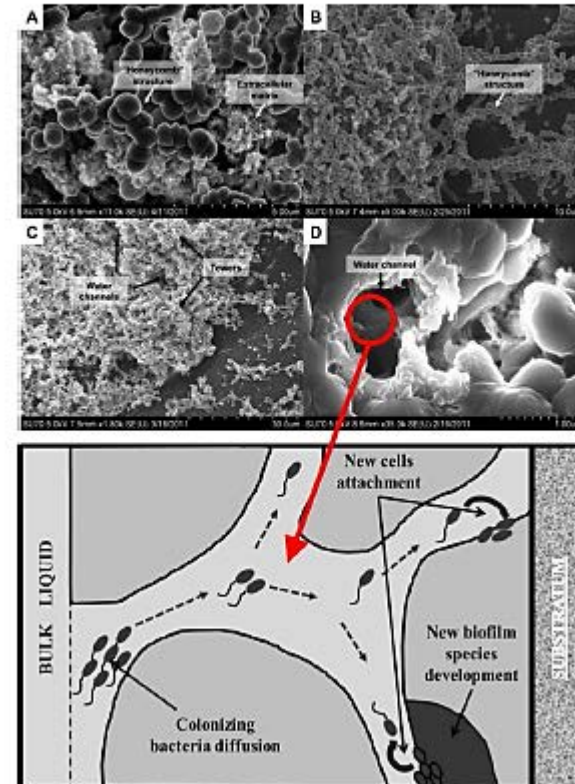 A
"Honeycomb"
structure
Extracellular
matrix
B
"Honeycomb"
structure
C
Water
channels
Towers
D
Water channel
New cells
attachment
BULK LIQUID
Colonizing
bacteria diffusion
New biofilm
species
development
SUBSTRATUM